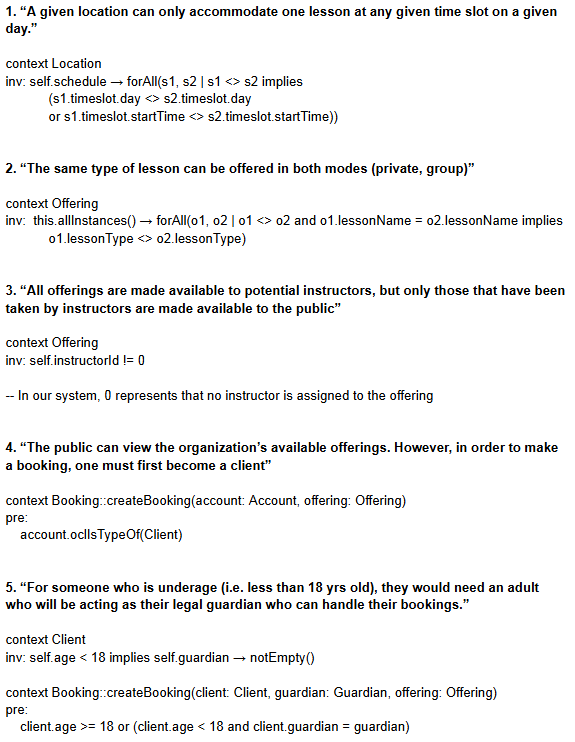 1. “A given location can only accommodate one lesson at any given time slot on a given
day.”
context Location
inv: self.schedule → forAll(s1, s2 | s1 <> s2 implies
(s1.timeslot.day <> s2.timeslot.day
or s1.timeslot.startTime <> s2.timeslot.startTime))
2. “The same type of lesson can be offered in both modes (private, group)”
context Offering
inv: this.allInstances() → forAll(o1, o2 | o1 <> o2 and o1.lessonName = o2.lessonName implies
o1.lessonType <> o2.lessonType)
3. “All offerings are made available to potential instructors, but only those that have been
taken by instructors are made available to the public”
context Offering
inv: self.instructorId != 0
-- In our system, 0 represents that no instructor is assigned to the offering
4. “The public can view the organization’s available offerings. However, in order to make
a booking, one must first become a client”
context Booking::createBooking(account: Account, offering: Offering)
pre:
account.oclIsTypeOf(Client)
5. “For someone who is underage (i.e. less than 18 yrs old), they would need an adult
who will be acting as their legal guardian who can handle their bookings.”
context Client
inv: self.age < 18 implies self.guardian → notEmpty()
context Booking::createBooking(client: Client, guardian: Guardian, offering: Offering)
pre:
client.age >= 18 or (client.age < 18 and client.guardian = guardian)